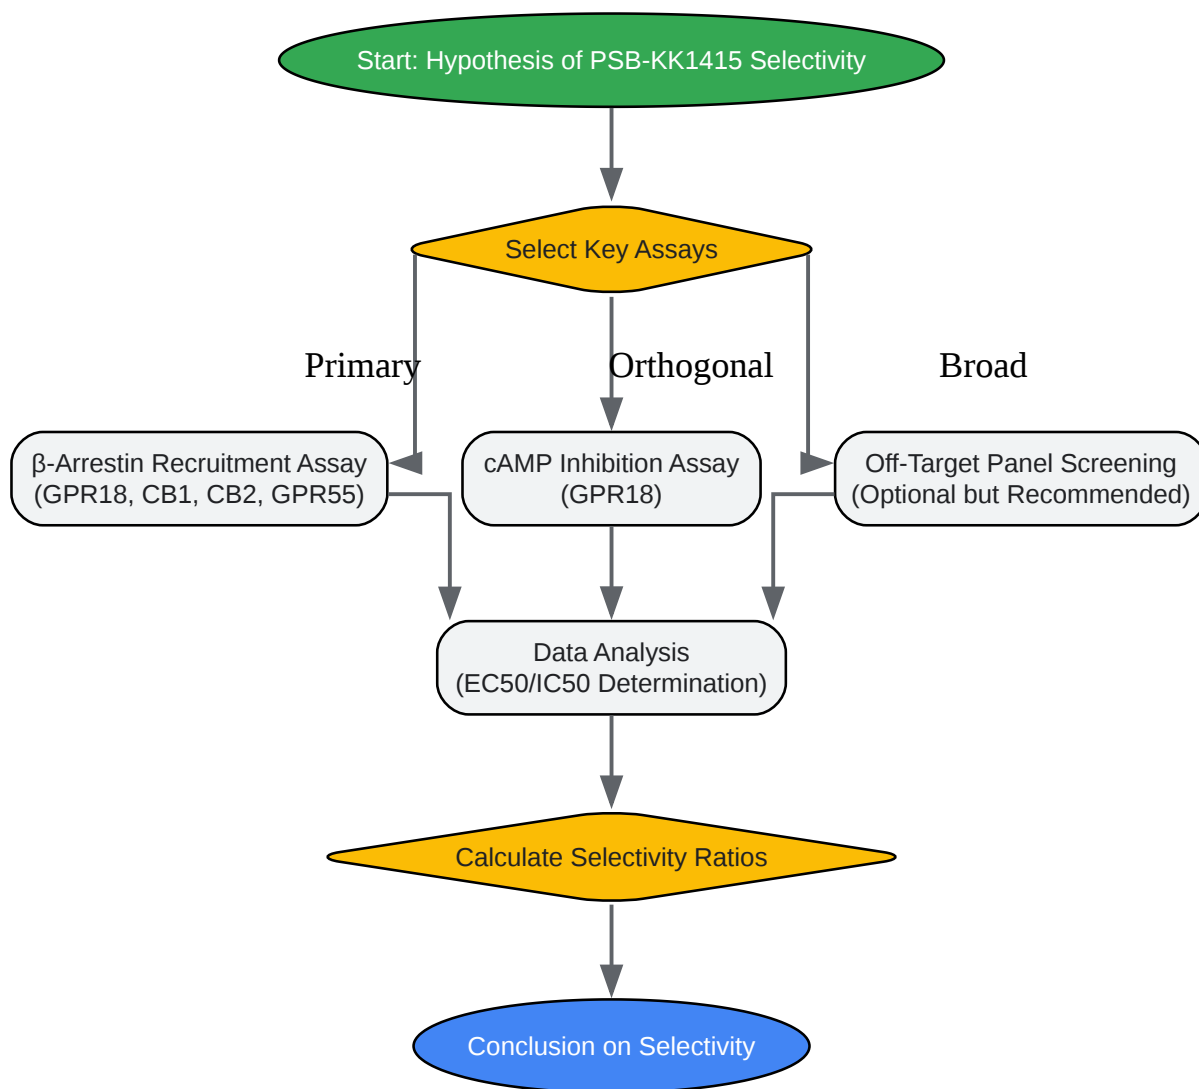 Start: Hypothesis of PSB-KK1415 Selectivity
Select Key Assays
Primary
Orthogonal
Broad
β-Arrestin Recruitment Assay
(GPR18, CB1, CB2, GPR55)
cAMP Inhibition Assay
(GPR18)
Off-Target Panel Screening
(Optional but Recommended)
Data Analysis
(EC50/IC50 Determination)
Calculate Selectivity Ratios
Conclusion on Selectivity